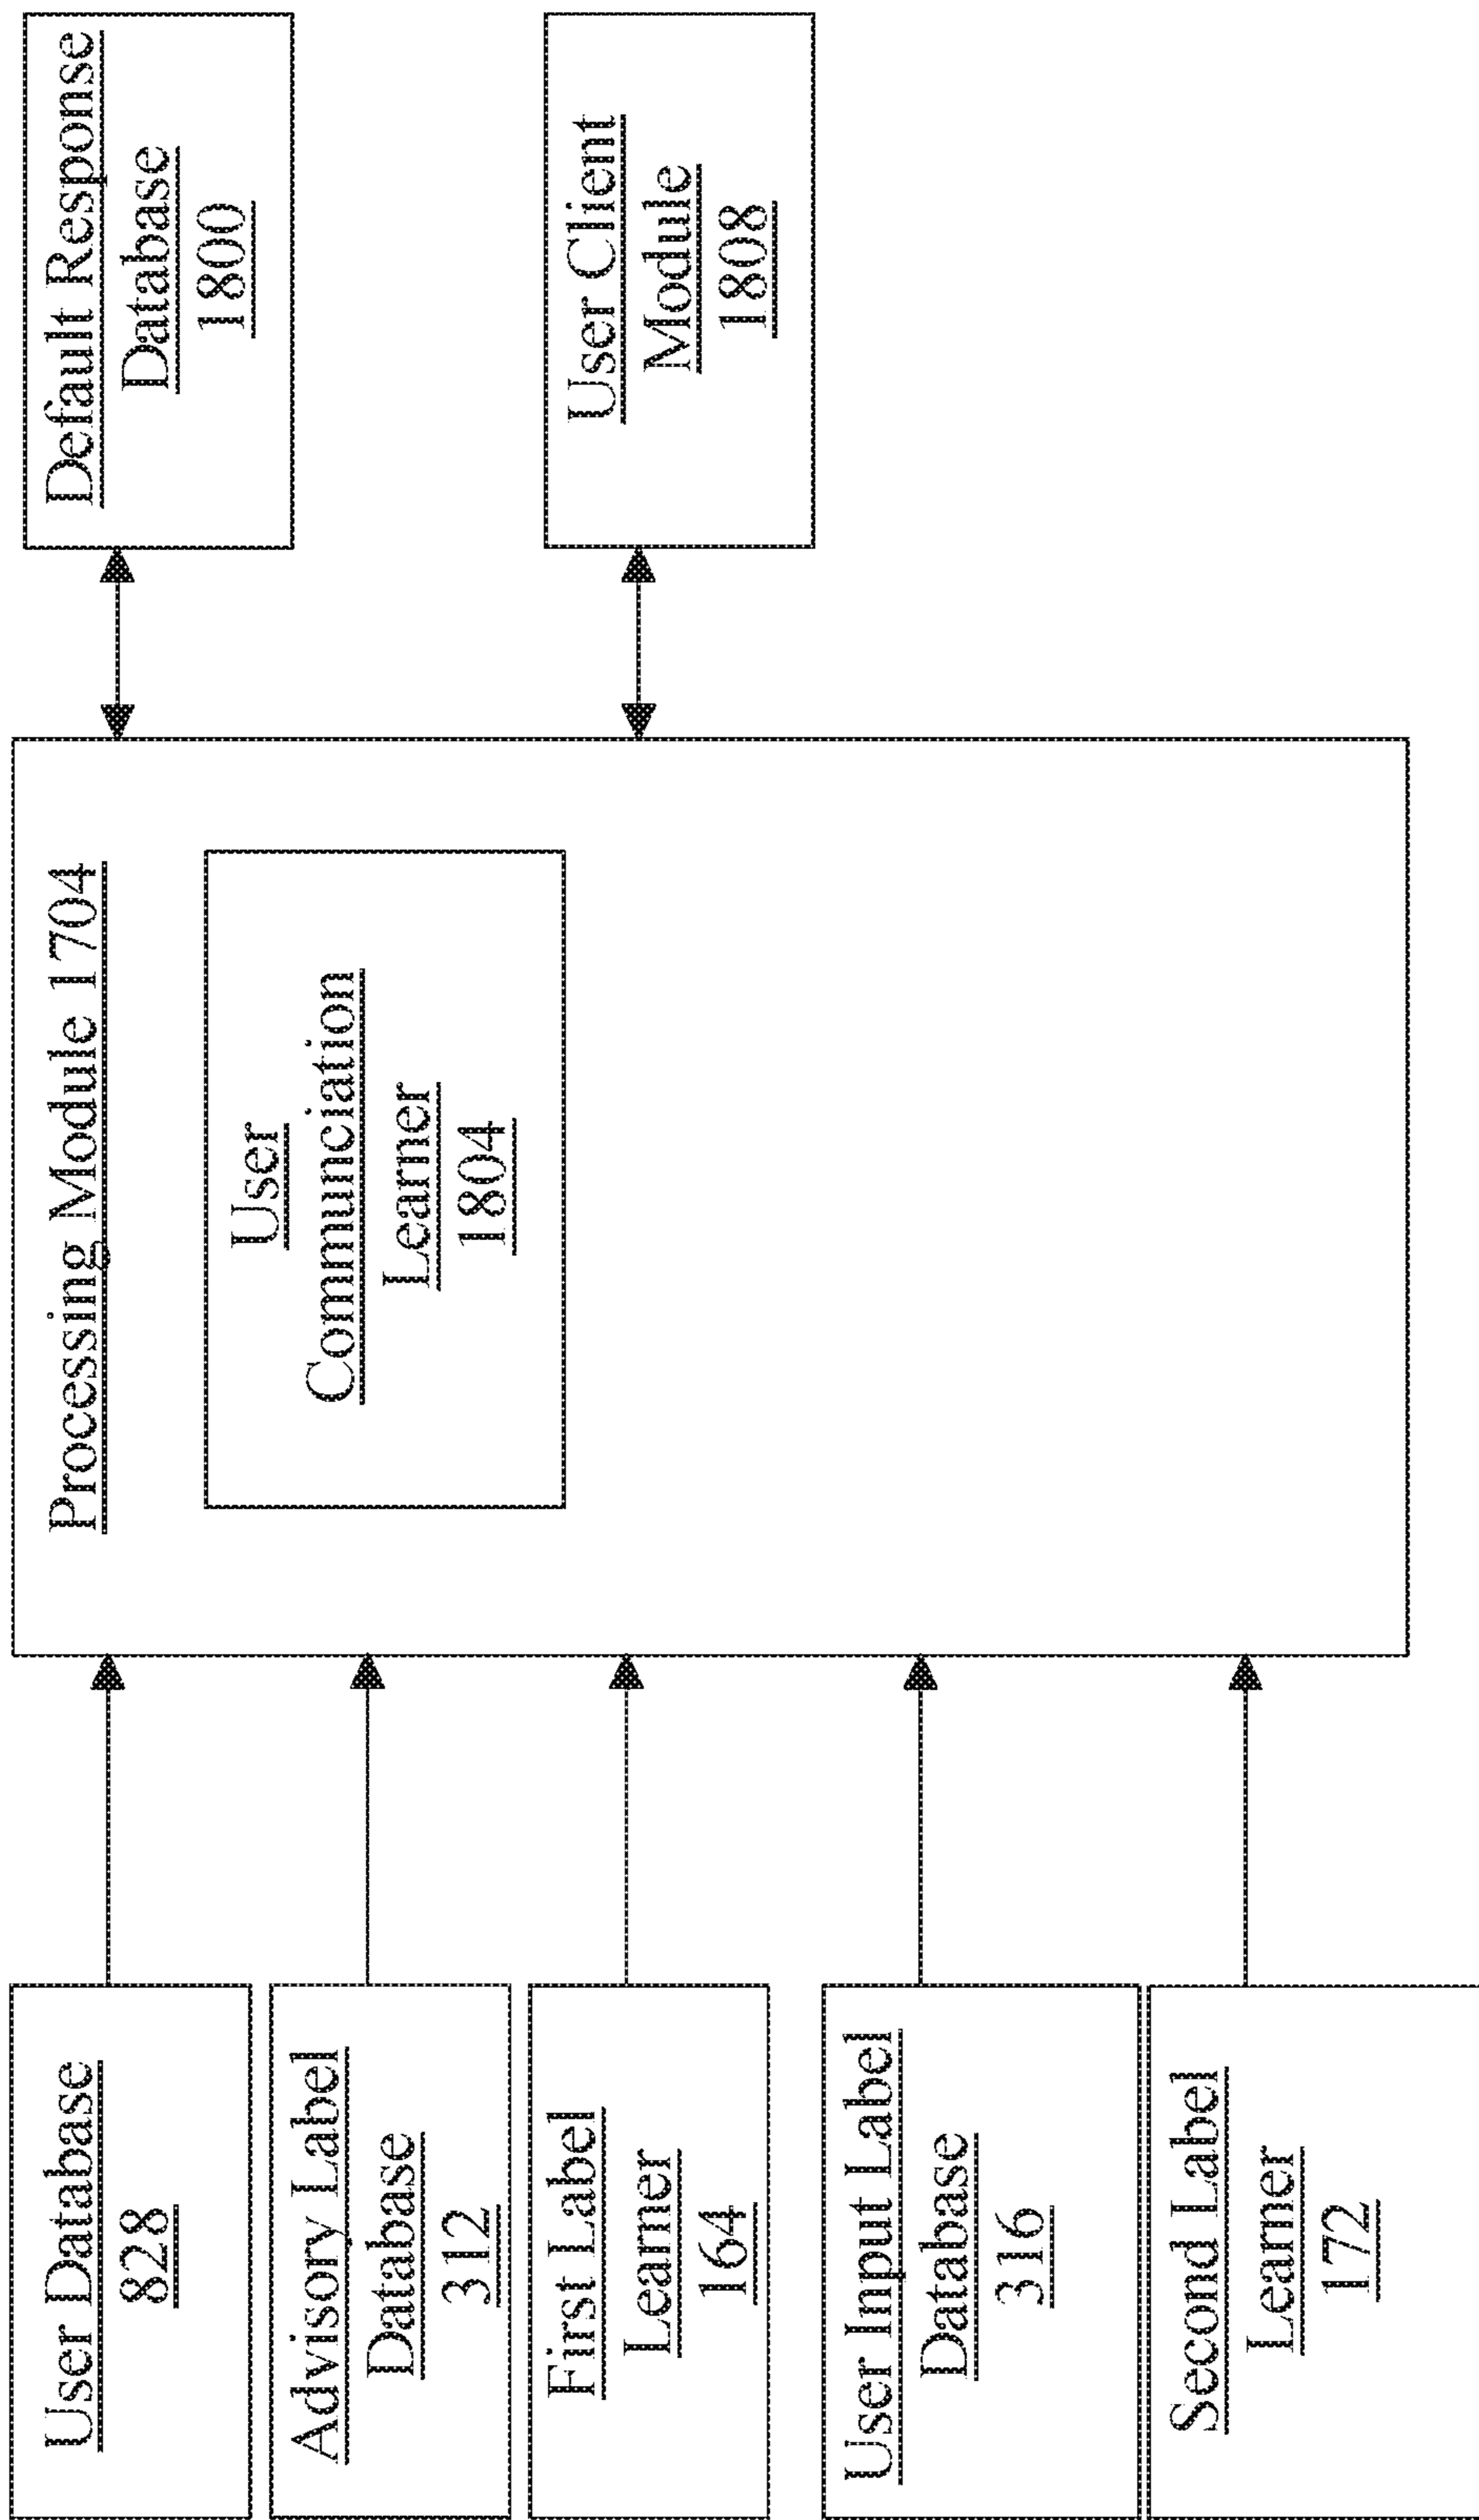 User Database
828
Advisory Label
Database
312
First Label
Learner
164
User Input Label
Database
316
Second Label
Learner
172
Processing Module 1704
User
Communciation
Learner
1804
Default Response
Database
1800
User Client
Module
1808